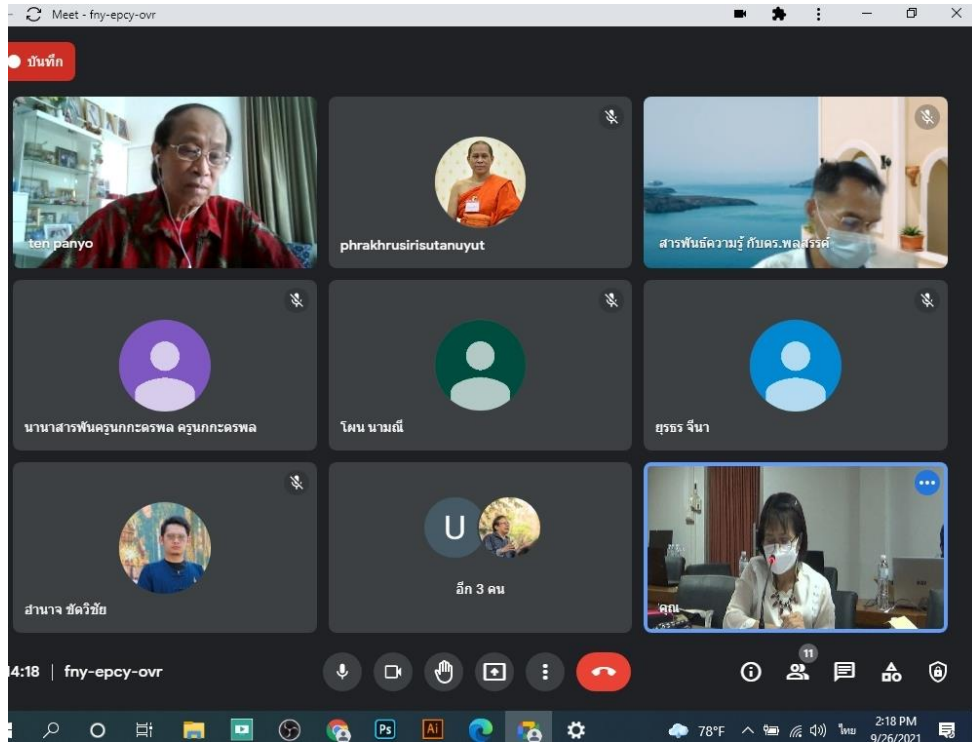 Meet - fny-epcy-ovr
บันทึก
ten panyo
phrakhrusirisutanuyut
สารพันธ์ความรู้ กับดร.พลสรรค์
นานาสารพันครูนกกะดรพล ครูนกกะดรพล
โผน นามณี
ยุรธร จีนา
อำนาจ ขัดวิชัย
U
อีก 3 คน
คุณ
4:18 | fny-epcy-ovr
11
Ps
Ai
78°F
ไทย
2:18 PM
9/26/2021